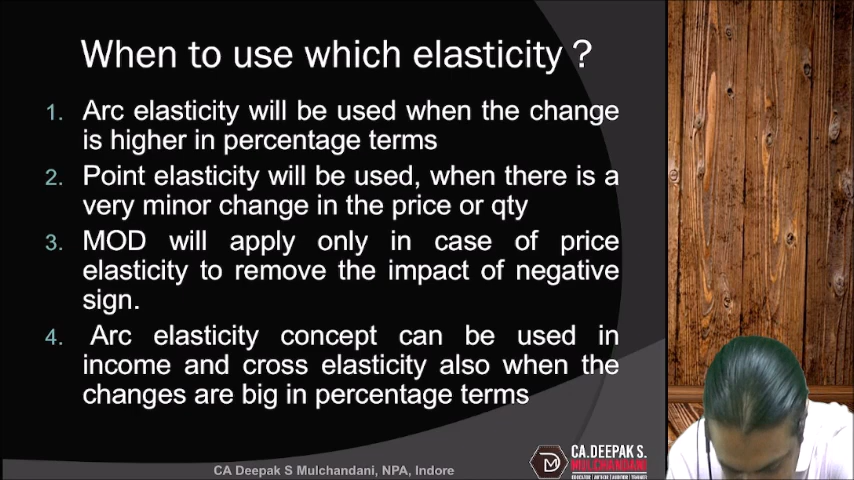 When to use which elasticity ?
1. Arc elasticity will be used when the change
is higher in percentage terms
2. Point elasticity will be used, when there is a
very minor change in the price or qty
3. MOD will apply only in case of price
elasticity to remove the impact of negative
sign.
4. Arc elasticity concept can be used in
income and cross elasticity also when the
changes are big in percentage terms
CA Deepak S Mulchandani, NPA, Indore
CA.DEEPAK S.
MULCHANDANI